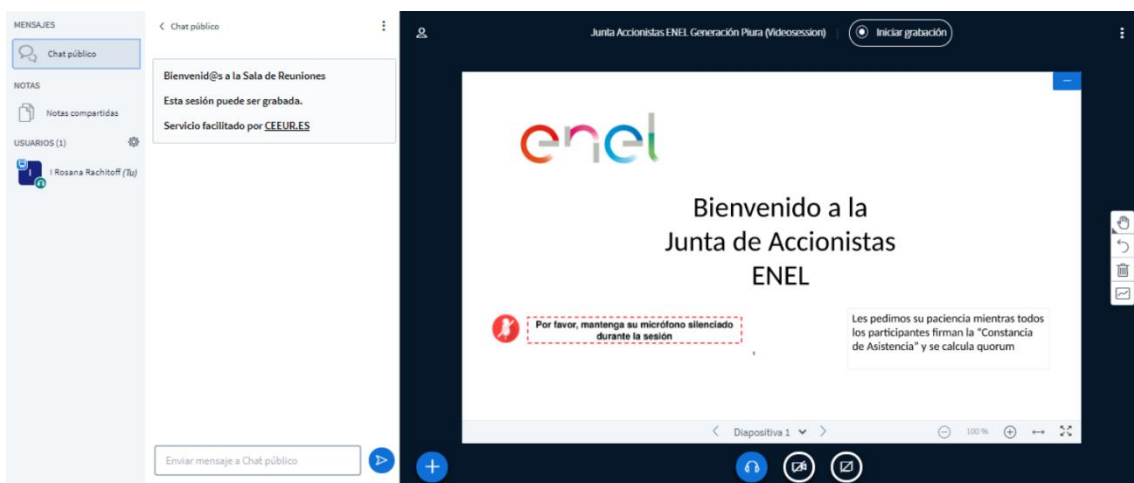 MENSAJES
Chat público
NOTAS
Notas compartidas
USUARIOS (1)
I
I Rosana Rachitoff (Tu)
Chat público
Bienvenid@s a la Sala de Reuniones
Esta sesión puede ser grabada.
Servicio facilitado por CEEUR.ES
Enviar mensaje a Chat público
Junta Accionistas ENEL Generación Piura (Videosession)
Iniciar grabación
enel
Bienvenido a la
Junta de Accionistas
ENEL
Por favor, mantenga su micrófono silenciado
durante la sesión
Les pedimos su paciencia mientras todos
los participantes firman la “Constancia
de Asistencia” y se calcula quorum
Diapositiva 1
100 %